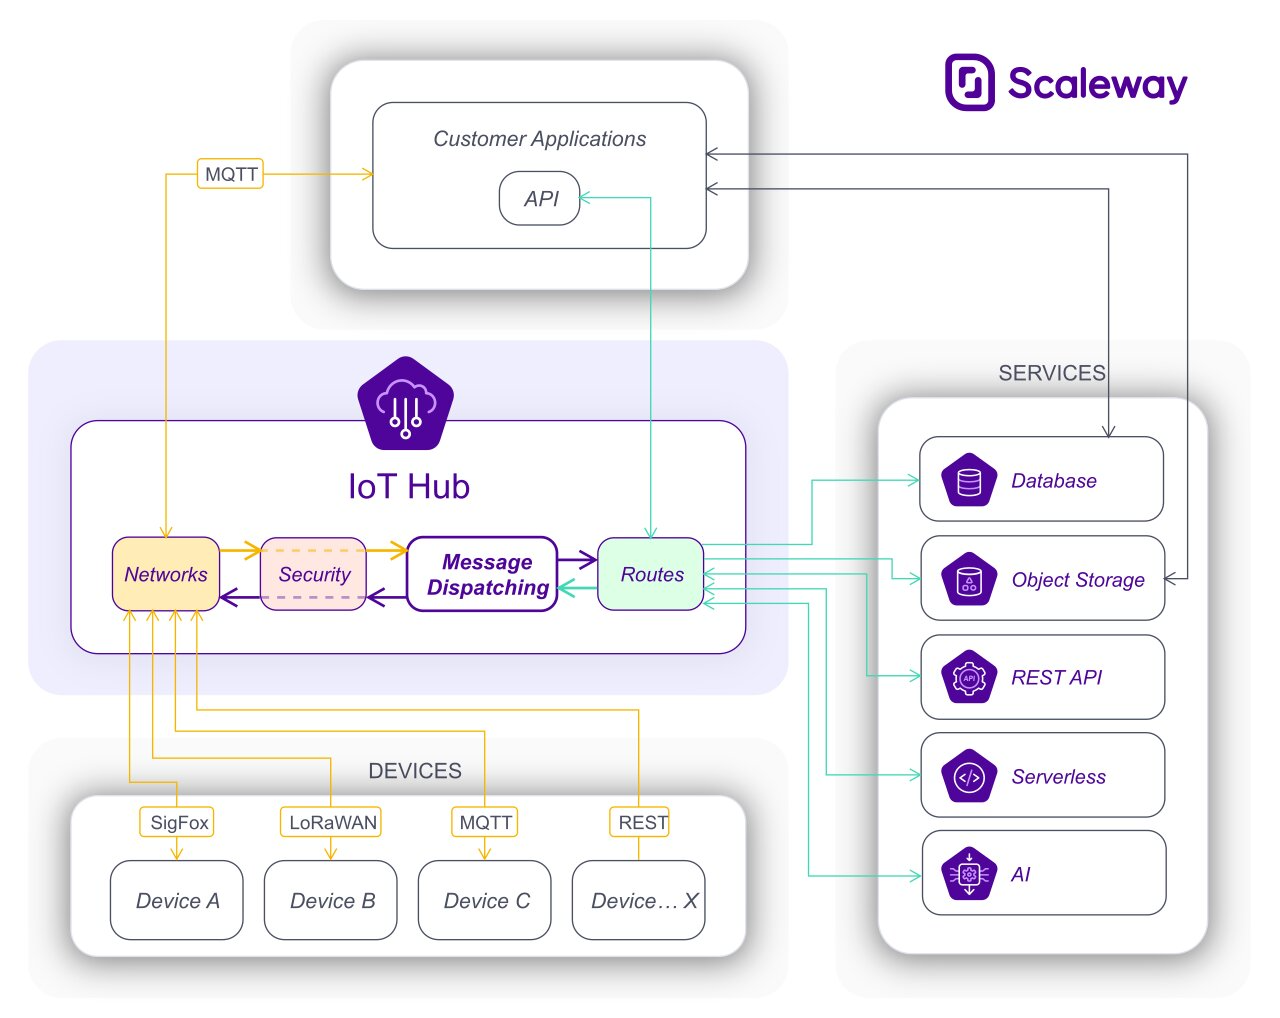 Scaleway
Customer Applications
API
MQTT
IoT Hub
Networks
Security
Message
Dispatching
Routes
SERVICES
Database
Object Storage
API
REST API
</>
Serverless
AI
DEVICES
SigFox
LoRaWAN
MQTT
REST
Device A
Device B
Device C
Device... X